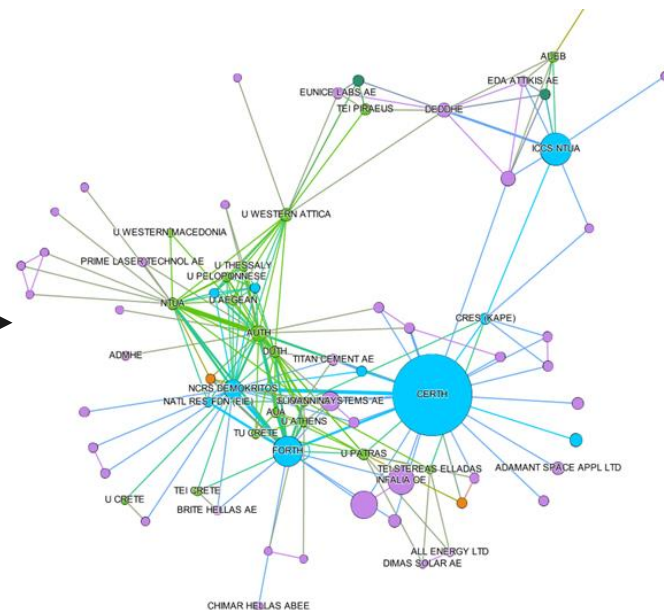 AUEB
EDA ATTIKIS AE
EUNICE LABS AE
TEI PIRAEUS
DEDDHE
ICCS NTUA
U WESTERN ATTICA
U WESTERN MACEDONIA
PRIME LASER TECHNOL AE
U THESSALY
U PELOPONNESE
U AEGEAN
NTUA
CRES (KAPE)
AUTH
DUTH
ADMHE
TITAN CEMENT AE
NCRS DEMOKRITOS
CERTH
NATL RES FDN (EIE)
AUA
U ATHENS
TU CRETE
FORTH
U PATRAS
TEI STEREAS ELLADAS
ADAMANT SPACE APPL LTD
INFALIA OE
TEI CRETE
U CRETE
BRITE HELLAS AE
ALL ENERGY LTD
DIMAS SOLAR AE
CHIMAR HELLAS ABEE